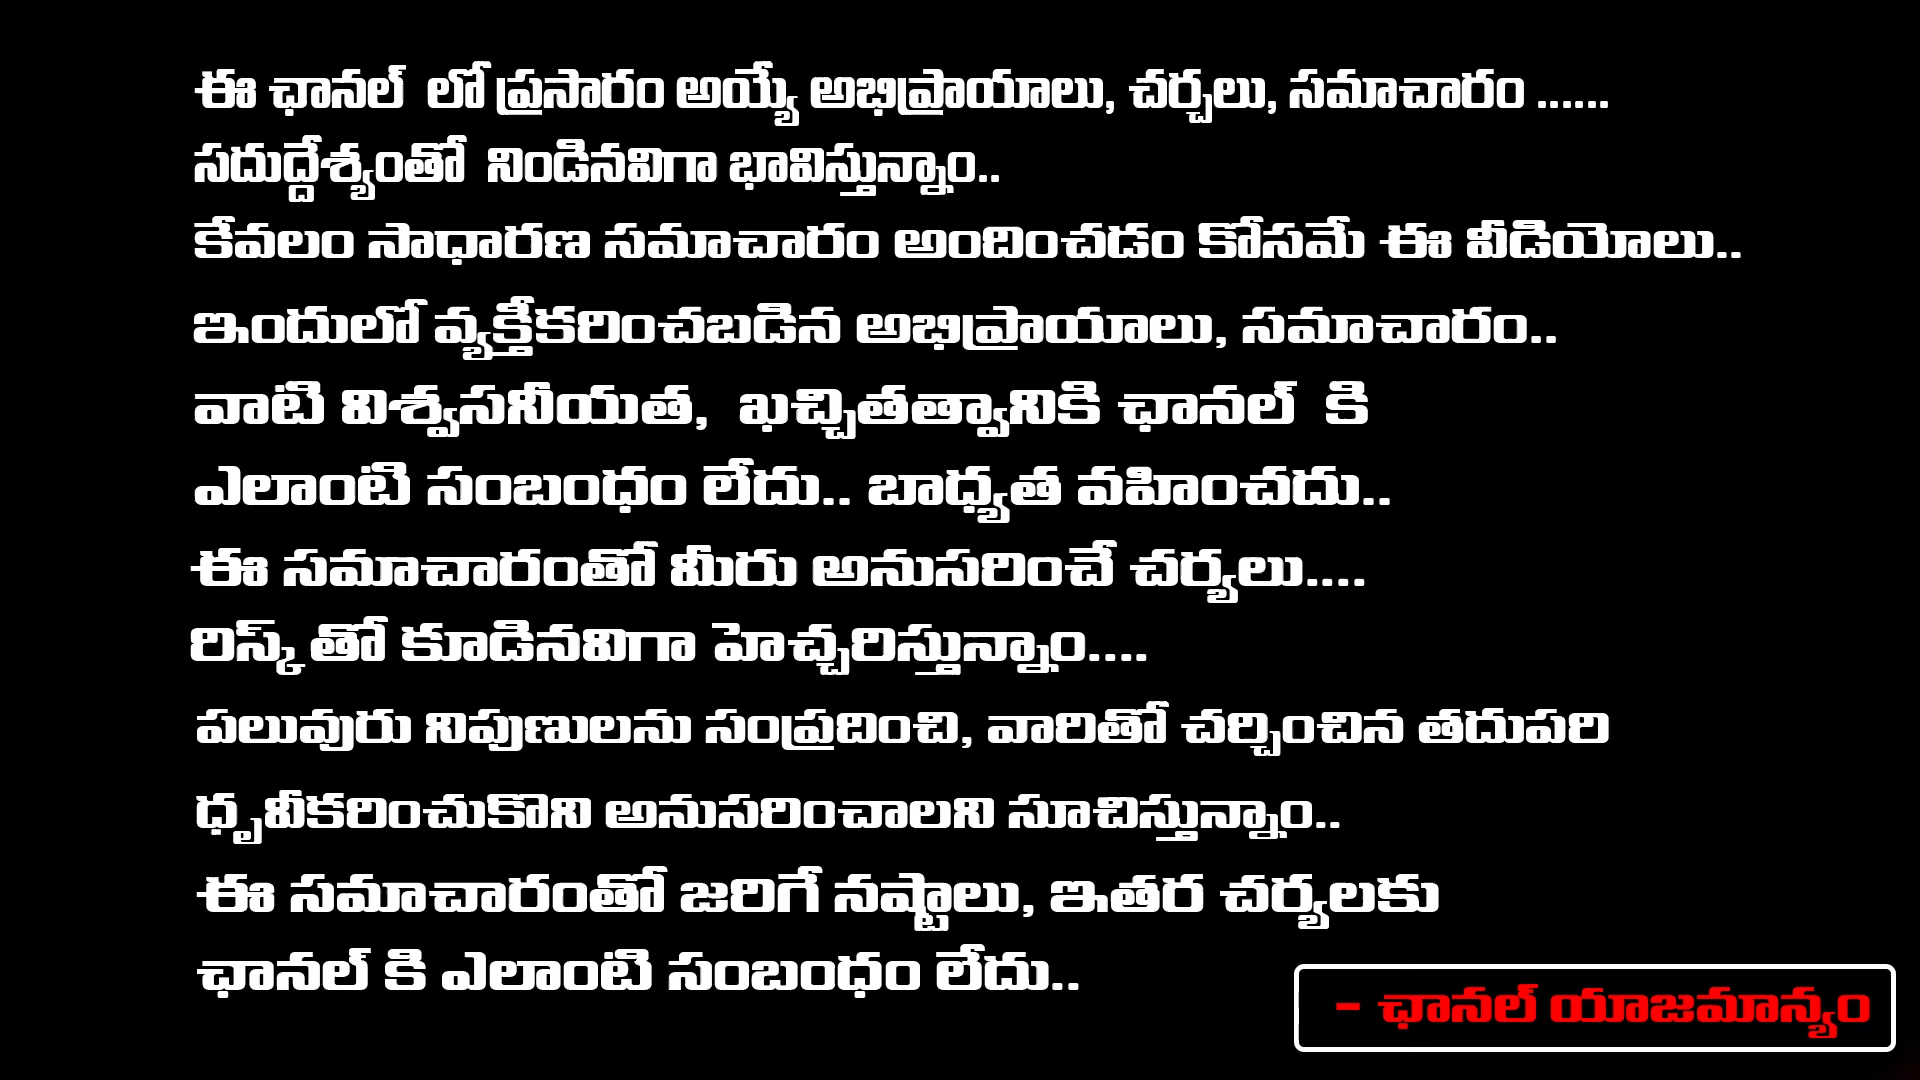 ఈ ఛానల్ లో ప్రసారం అయ్యే అభిప్రాయాలు, చర్చలు, సమాచారం ......
సదుద్దేశ్యంతో నిండినవిగా భావిస్తున్నాం..
కేవలం సాధారణ సమాచారం అందించడం కోసమే ఈ వీడియోలు..
ఇందులో వ్యక్తీకరించబడిన అభిప్రాయాలు, సమాచారం..
వాటి విశ్వసనీయత, ఖచ్చితత్వానికి ఛానల్ కి
ఎలాంటి సంబంధం లేదు.. బాధ్యత వహించదు..
ఈ సమాచారంతో మీరు అనుసరించే చర్యలు....
రిస్క్ తో కూడినవిగా హెచ్చరిస్తున్నాం....
పలువురు నిపుణులను సంప్రదించి, వారితో చర్చించిన తదుపరి
ధృవీకరించుకొని అనుసరించాలని సూచిస్తున్నాం..
ఈ సమాచారంతో జరిగే నష్టాలు, ఇతర చర్యలకు
ఛానల్ కి ఎలాంటి సంబంధం లేదు..
- ఛానల్ యాజమాన్యం